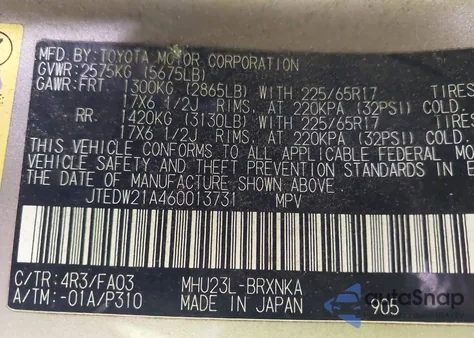 MFD. BY: TOYOTA MOTOR CORPORATION
GVWR: 2575KG (5675LB)
GAWR: FRT 1300KG (2865LB) WITH 225/65R17 TIRES
17X6 1/2J RIMS, AT 220KPA (32PSI) COLD
RR 1420KG (3130LB) WITH 225/65R17 TIRES
17X6 1/2J RIMS, AT 220KPA (32PSI) COLD
THIS VEHICLE CONFORMS TO ALL APPLICABLE FEDERAL MO
VEHICLE SAFETY AND THEFT PREVENTION STANDARDS IN E
THE DATE OF MANUFACTURE SHOWN ABOVE.
JTEDW21A460013731 MPV
C/TR: 4R3/FA03 MHU23L-BRXNKA
A/TM: -01A/P310 MADE IN JAPAN 905
autoSnap